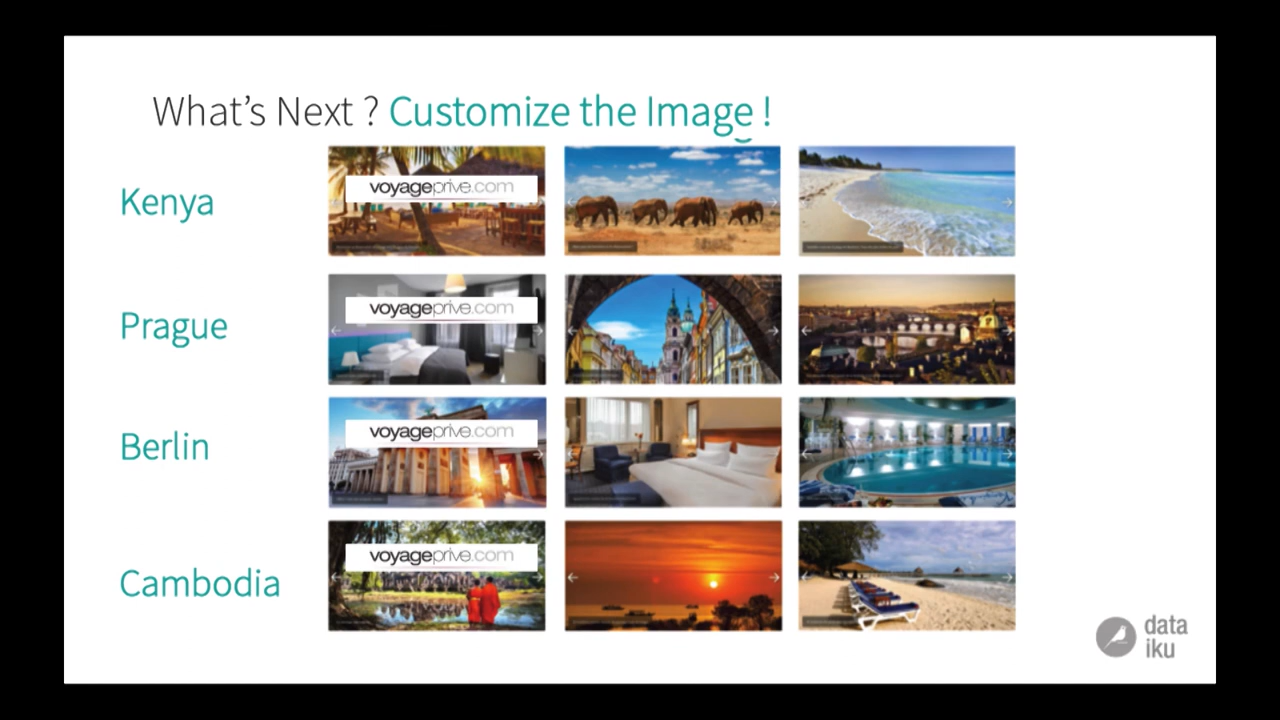 What's Next ? Customize the Image !
Kenya
voyageprive.com
Prague
voyageprive.com
Berlin
voyageprive.com
Cambodia
voyageprive.com
data
iku